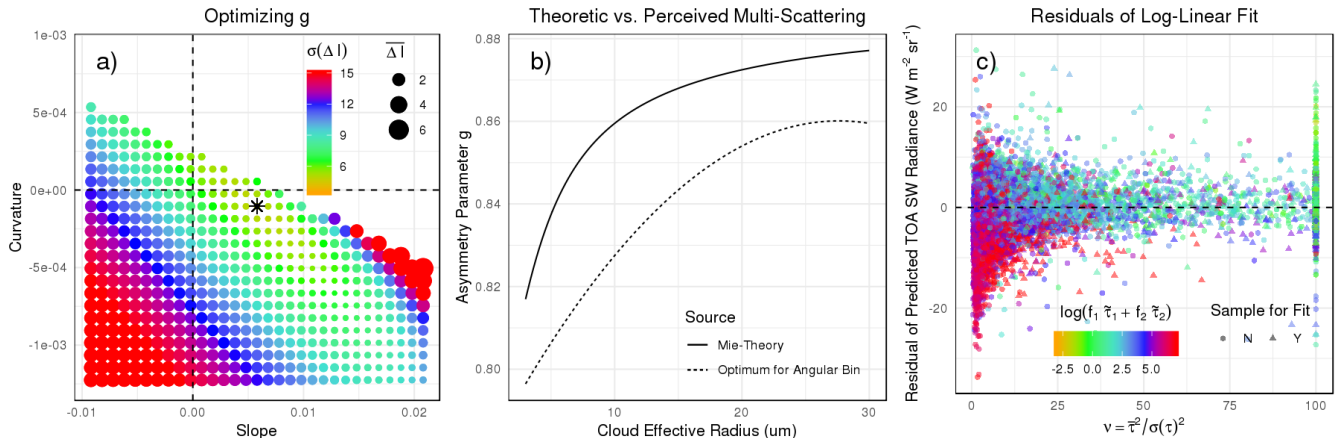 Optimizing g
a)
σ(Δ I)
15
12
9
6
Δ I
2
4
6
1e-03
5e-04
0e+00
-5e-04
-1e-03
Curvature
-0.01
0.00
0.01
0.02
Slope
Theoretic vs. Perceived Multi-Scattering
b)
0.88
0.86
0.84
0.82
0.80
Asymmetry Parameter g
Source
Mie-Theory
Optimum for Angular Bin
10
20
30
Cloud Effective Radius (um)
Residuals of Log-Linear Fit
c)
20
0
-20
Residual of Predicted TOA SW Radiance (W m⁻² sr⁻¹)
log(f₁ τ̃₁ + f₂ τ̃₂)
-2.5 0.0 2.5 5.0
Sample for Fit
N
Y
0
25
50
75
100
ν = τ̄²/σ(τ)²